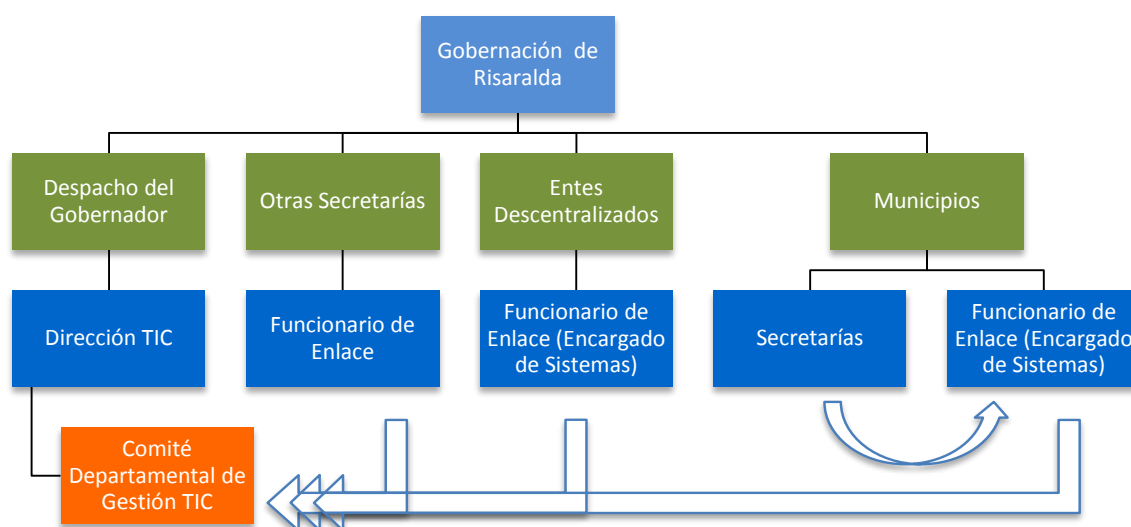 Gobernación de
Risaralda
Despacho del
Gobernador
Otras Secretarías
Entes
Descentralizados
Municipios
Dirección TIC
Funcionario de
Enlace
Funcionario de
Enlace (Encargado
de Sistemas)
Secretarías
Funcionario de
Enlace (Encargado
de Sistemas)
Comité
Departamental de
Gestión TIC